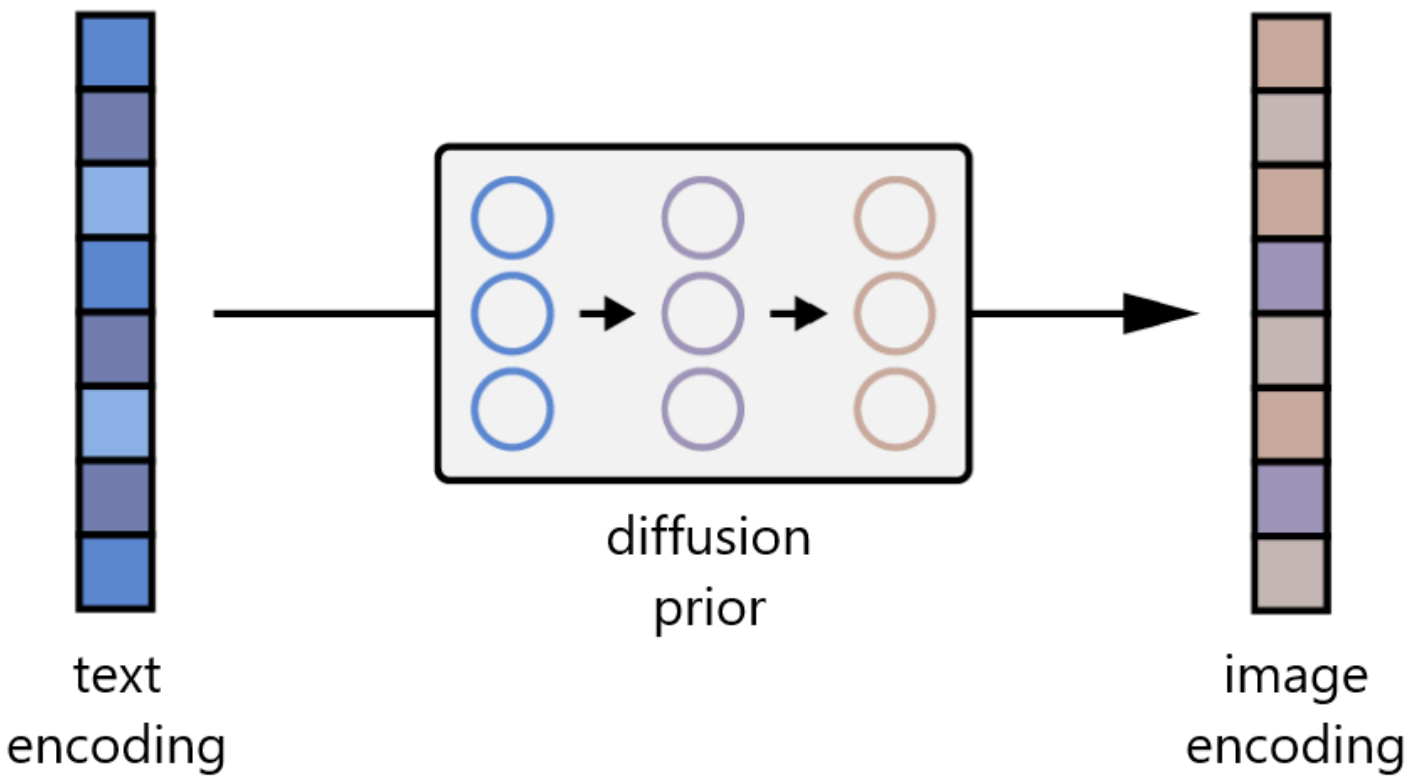 diffusion
prior
text
encoding
image
encoding